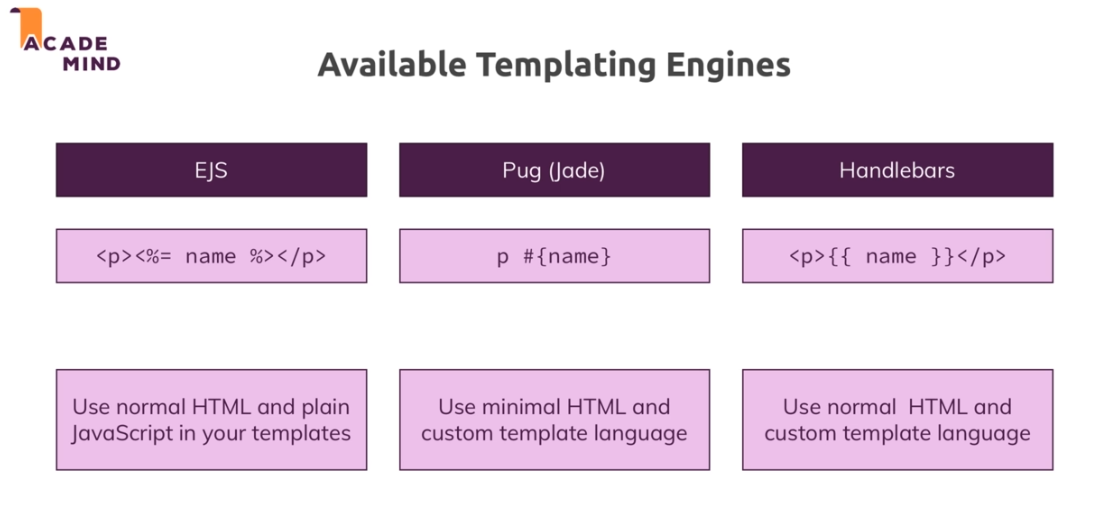 ACADE
MIND
Available Templating Engines
EJS
Pug (Jade)
Handlebars
<p><%= name %></p>
p #{name}
<p>{{ name }}</p>
Use normal HTML and plain
JavaScript in your templates
Use minimal HTML and
custom template language
Use normal HTML and
custom template language